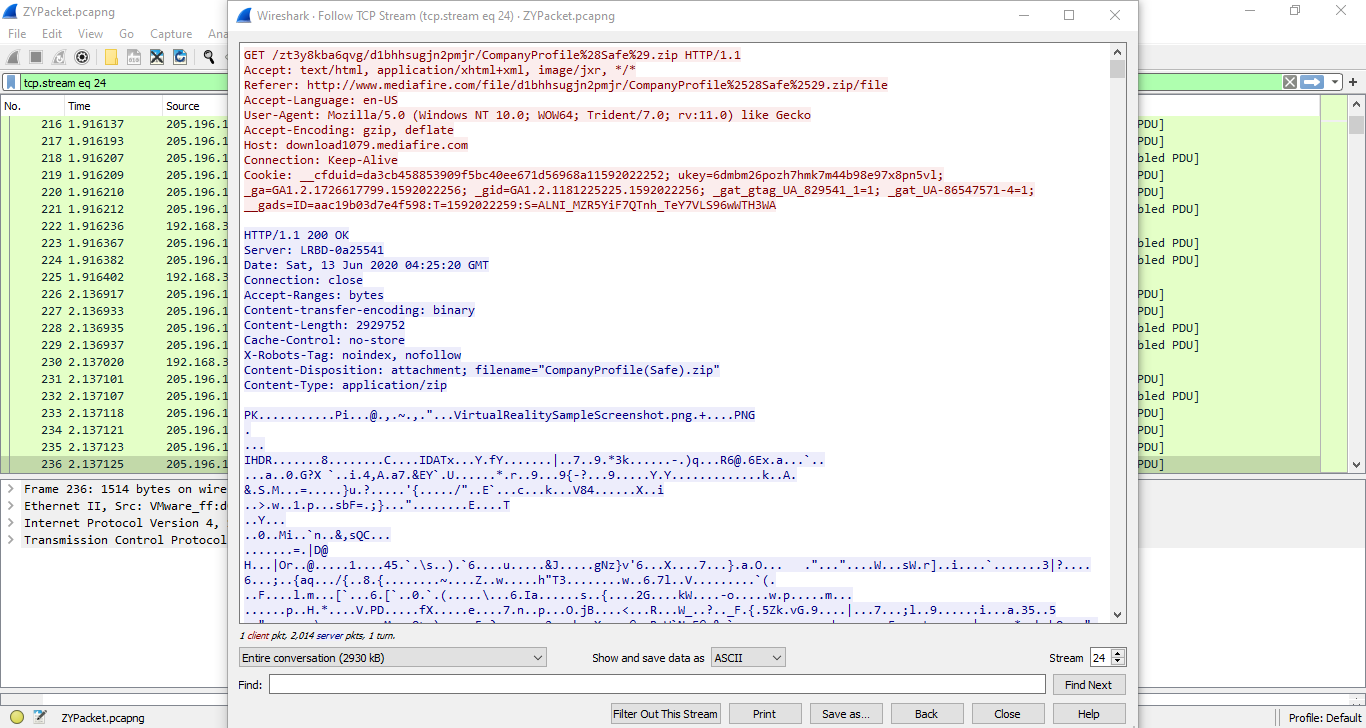 ZYPacket.pcapng
Wireshark · Follow TCP Stream (tcp.stream eq 24) · ZYPacket.pcapng
File Edit View Go Capture Ana
tcp.stream eq 24
No. Time Source
216 1.916137 205.196.1
217 1.916193 205.196.1
218 1.916207 205.196.1
219 1.916209 205.196.1
220 1.916210 205.196.1
221 1.916212 205.196.1
222 1.916236 192.168.3
223 1.916367 205.196.1
224 1.916382 205.196.1
225 1.916402 192.168.3
226 2.136917 205.196.1
227 2.136933 205.196.1
228 2.136935 205.196.1
229 2.136937 205.196.1
230 2.137020 192.168.3
231 2.137101 205.196.1
232 2.137107 205.196.1
233 2.137118 205.196.1
234 2.137121 205.196.1
235 2.137123 205.196.1
236 2.137125 205.196.1
PDU]
PDU]
bled PDU]
PDU]
PDU]
bled PDU]
bled PDU]
bled PDU]
PDU]
PDU]
bled PDU]
bled PDU]
PDU]
bled PDU]
PDU]
PDU]
PDU]
PDU]
Frame 236: 1514 bytes on wire
Ethernet II, Src: VMware_ff:d
Internet Protocol Version 4,
Transmission Control Protocol
GET /zt3y8kba6qvg/d1bhhsugjn2pmjr/CompanyProfile%28Safe%29.zip HTTP/1.1
Accept: text/html, application/xhtml+xml, image/jxr, */*
Referer: http://www.mediafire.com/file/d1bhhsugjn2pmjr/CompanyProfile%2528Safe%2529.zip/file
Accept-Language: en-US
User-Agent: Mozilla/5.0 (Windows NT 10.0; WOW64; Trident/7.0; rv:11.0) like Gecko
Accept-Encoding: gzip, deflate
Host: download1079.mediafire.com
Connection: Keep-Alive
Cookie: __cfduid=da3cb458853909f5bc40ee671d56968a11592022252; ukey=6dmbm26pozh7hmk7m44b98e97x8pn5vl;
_ga=GA1.2.1726617799.1592022256; _gid=GA1.2.1181225225.1592022256; _gat_gtag_UA_829541_1=1; _gat_UA-86547571-4=1;
__gads=ID=aac19b03d7e4f598:T=1592022259:S=ALNI_MZR5YiF7QTnh_TeY7VLS96wWTH3WA
HTTP/1.1 200 OK
Server: LRBD-0a25541
Date: Sat, 13 Jun 2020 04:25:20 GMT
Connection: close
Accept-Ranges: bytes
Content-transfer-encoding: binary
Content-Length: 2929752
Cache-Control: no-store
X-Robots-Tag: noindex, nofollow
Content-Disposition: attachment; filename="CompanyProfile(Safe).zip"
Content-Type: application/zip
PK...........Pi...@.,.~.,."...VirtualRealitySampleScreenshot.png.+....PNG
.
...
IHDR.......8........C....IDATx...Y.fY.......|..7..9.*3k......-.)q...R6@.6Ex.a...`..
...a..0.G?X `..i.4,A.a7.&EY`.U......*.r..9...9{-?...9.....Y.Y............k..A.
&.S.M...=.....}u.?.....'{...../"..E`...c...k...V84......X..i
..>.w..1.p...sbF=.;}..."........E....T
..Y...
..0..Mi..`n..&,sQC...
.......=.|D@
H...|Or..@.....1....45.`.\s..).`6....u.....&J.....gNz}v'6...X....7...}.a.O... ."..."....W...sW.r]..i....`.......3|?....
6...;..{aq.../{..8.{........~....Z..w.....h"T3........w..6.7l..V.........`(.
..F....l.m...[`...6.[`..0.`.(.....\...6.Ia......s..{....2G....kW....-o.....w.p.....m...
......p..H.*....V.PD.....fX.....e....7.n..p...O.jB....<...R...W_..?.._F.{.5Zk.vG.9....|...7...;l..9......i...a.35..5
1 client pkt, 2,014 server pkts, 1 turn.
Entire conversation (2930 kB) Show and save data as ASCII Stream 24
Find: Find Next
Filter Out This Stream Print Save as... Back Close Help
ZYPacket.pcapng Profile: Default